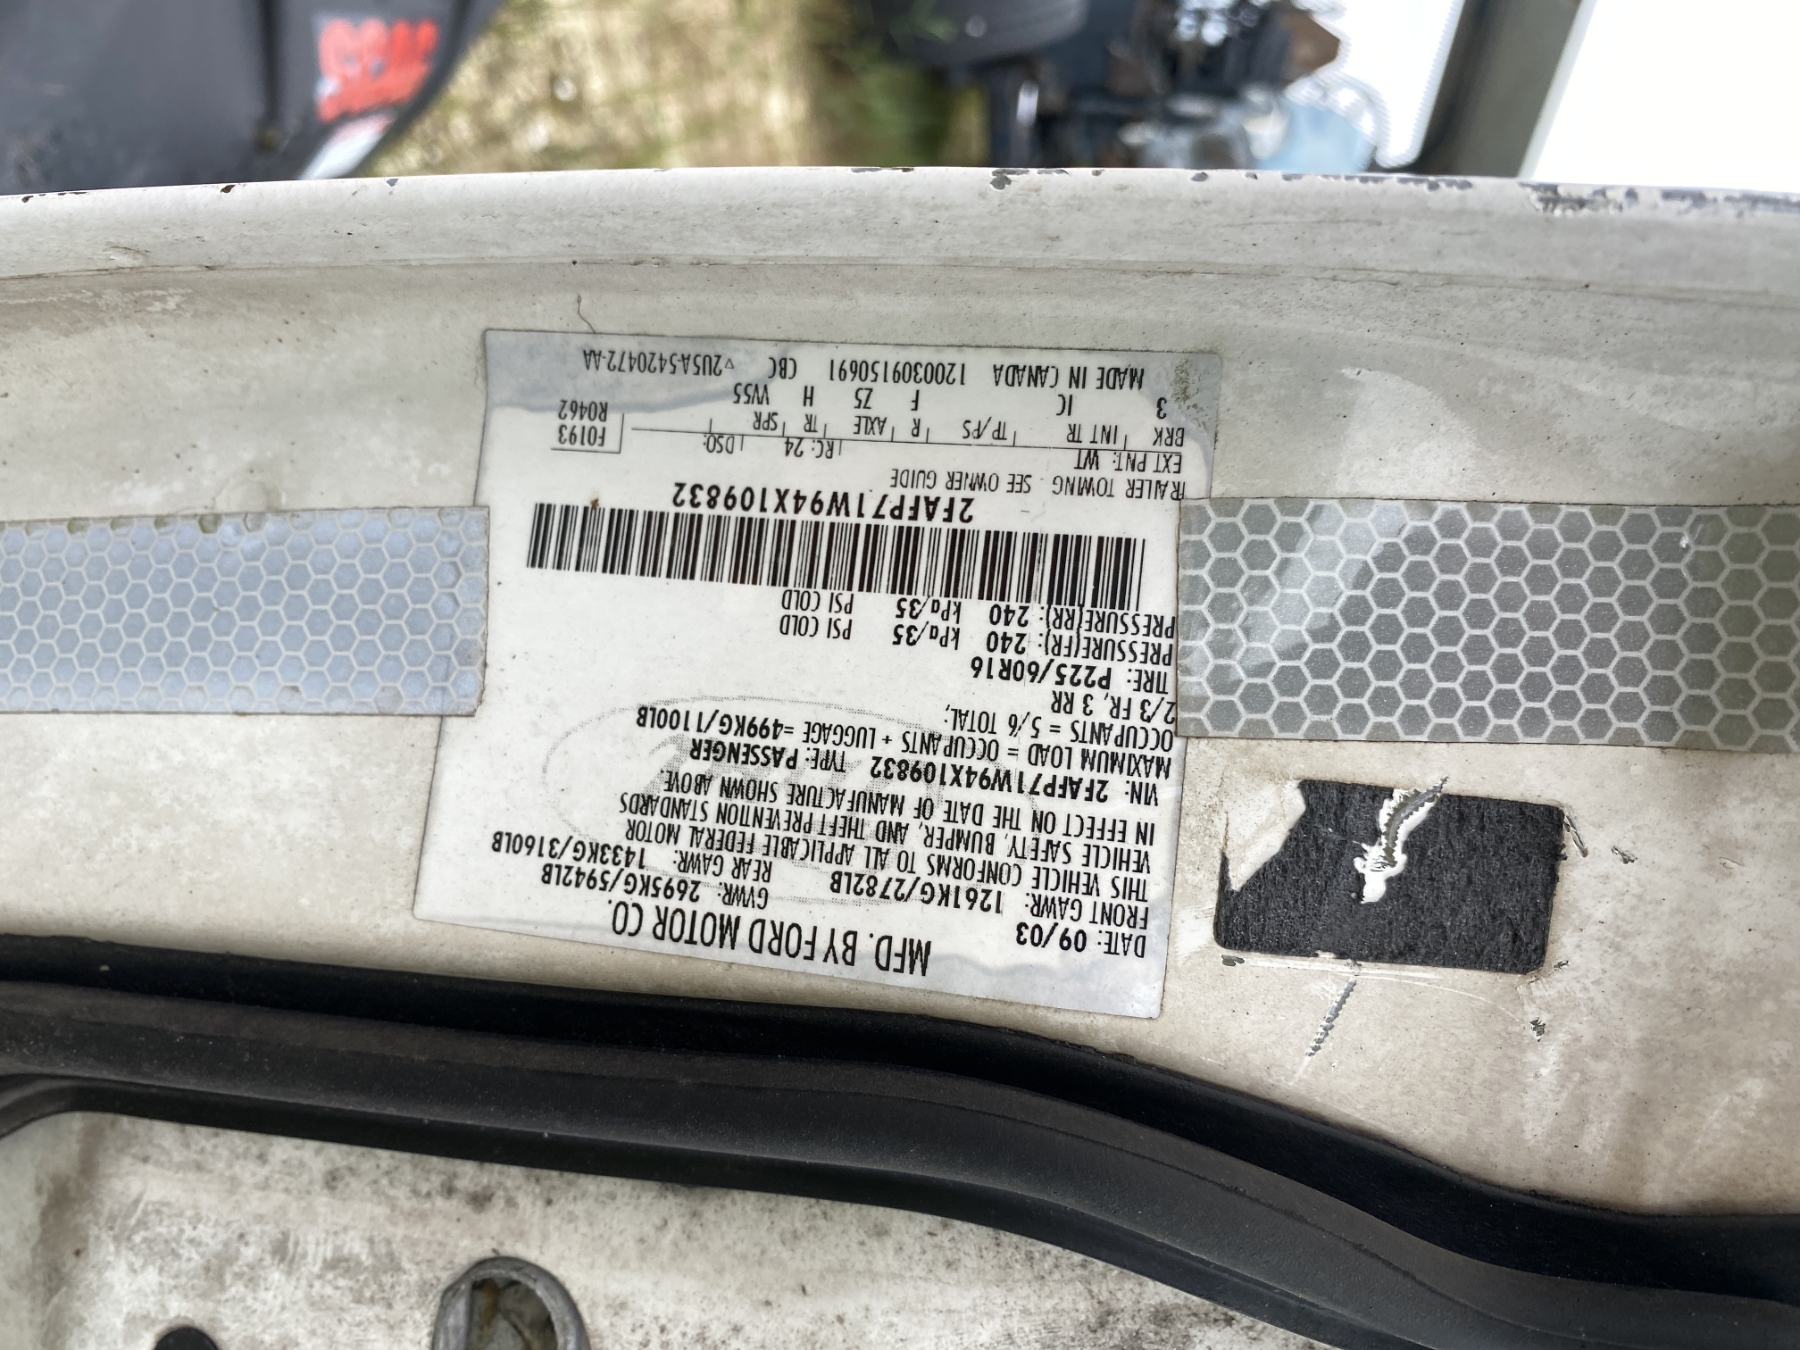 MFD. BY FORD MOTOR CO.
DATE: 09/03 GVWR: 2695KG/5942LB
FRONT GAWR: 1261KG/2782LB REAR GAWR: 1433KG/3160LB
THIS VEHICLE CONFORMS TO ALL APPLICABLE FEDERAL MOTOR
VEHICLE SAFETY, BUMPER, AND THEFT PREVENTION STANDARDS
IN EFFECT ON THE DATE OF MANUFACTURE SHOWN ABOVE.
VIN: 2FAFP71W94X109832 TYPE: PASSENGER
MAXIMUM LOAD = OCCUPANTS + LUGGAGE = 499KG/1100LB
OCCUPANTS = 5/6 TOTAL;
2/3 FR, 3 RR
TIRE: P225/60R16
PRESSURE(FR): 240 kPa/35 PSI COLD
PRESSURE(RR): 240 kPa/35 PSI COLD
2FAFP71W94X109832
TRAILER TOWING - SEE OWNER GUIDE
EXT PNT: WT RC: 24 DSO: F0193
BRK INT TR TP/PS R AXLE TR SPR R0462
3 IC F Z5 H VV55
MADE IN CANADA 1200309150691 CBC ▽2U5A-5420472-AA